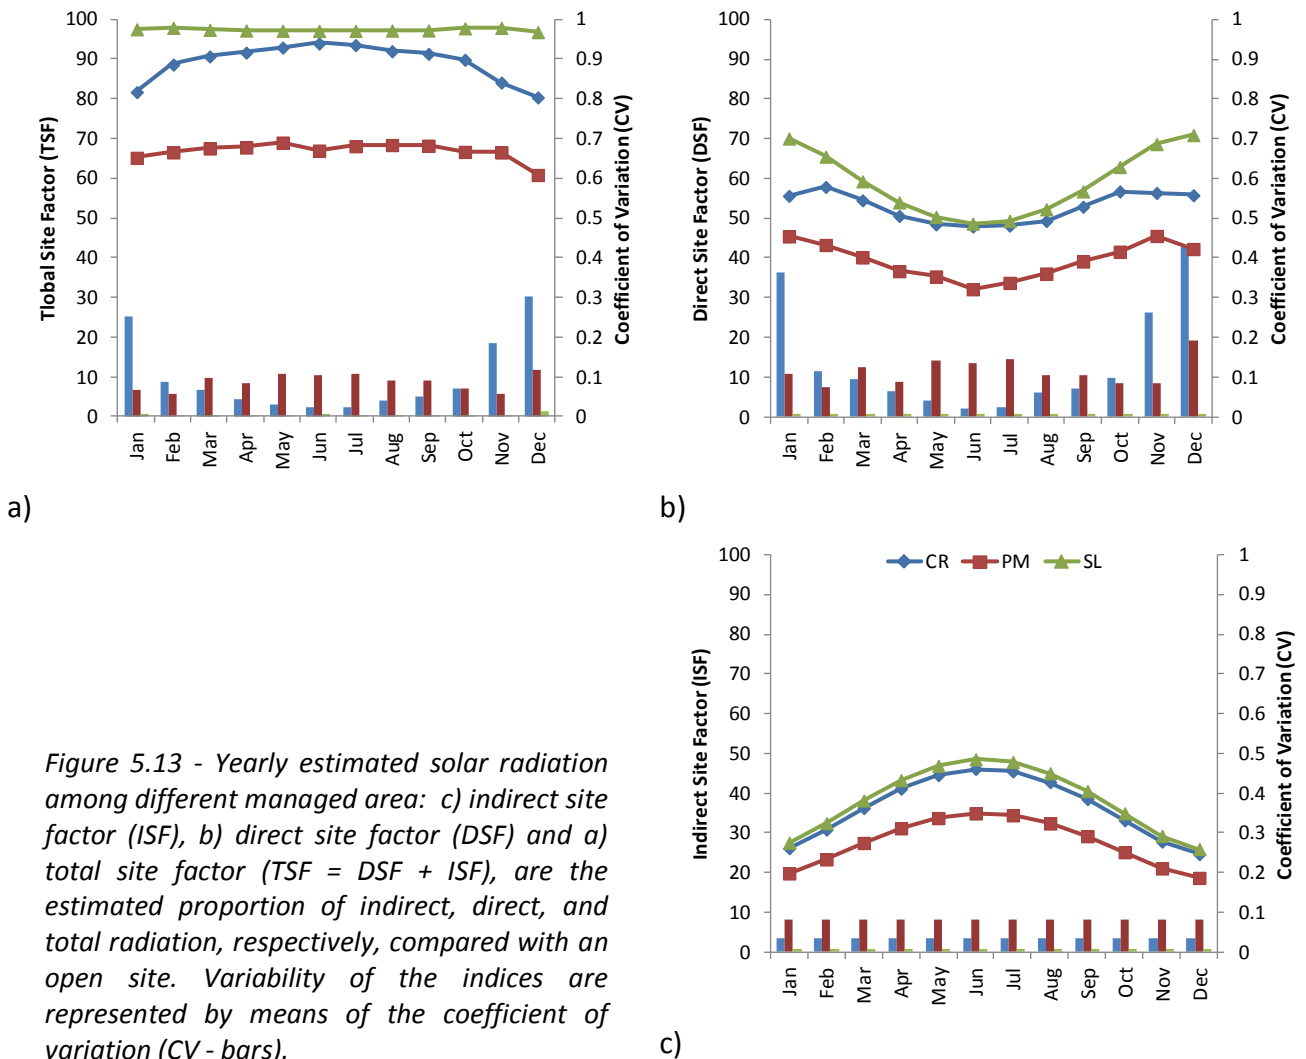 100
90
80
70
60
50
40
30
20
10
0
Tlobal Site Factor (TSF)
1
0.9
0.8
0.7
0.6
0.5
0.4
0.3
0.2
0.1
0
Coefficient of Variation (CV)
Jan
Feb
Mar
Apr
May
Jun
Jul
Aug
Sep
Oct
Nov
Dec
a)
100
90
80
70
60
50
40
30
20
10
0
Direct Site Factor (DSF)
1
0.9
0.8
0.7
0.6
0.5
0.4
0.3
0.2
0.1
0
Coefficient of Variation (CV)
Jan
Feb
Mar
Apr
May
Jun
Jul
Aug
Sep
Oct
Nov
Dec
b)
CR PM SL
100
90
80
70
60
50
40
30
20
10
0
Indirect Site Factor (ISF)
1
0.9
0.8
0.7
0.6
0.5
0.4
0.3
0.2
0.1
0
Coefficient of Variation (CV)
Jan
Feb
Mar
Apr
May
Jun
Jul
Aug
Sep
Oct
Nov
Dec
c)
Figure 5.13 - Yearly estimated solar radiation
among different managed area: c) indirect site
factor (ISF), b) direct site factor (DSF) and a)
total site factor (TSF = DSF + ISF), are the
estimated proportion of indirect, direct, and
total radiation, respectively, compared with an
open site. Variability of the indices are
represented by means of the coefficient of
variation (CV - bars).